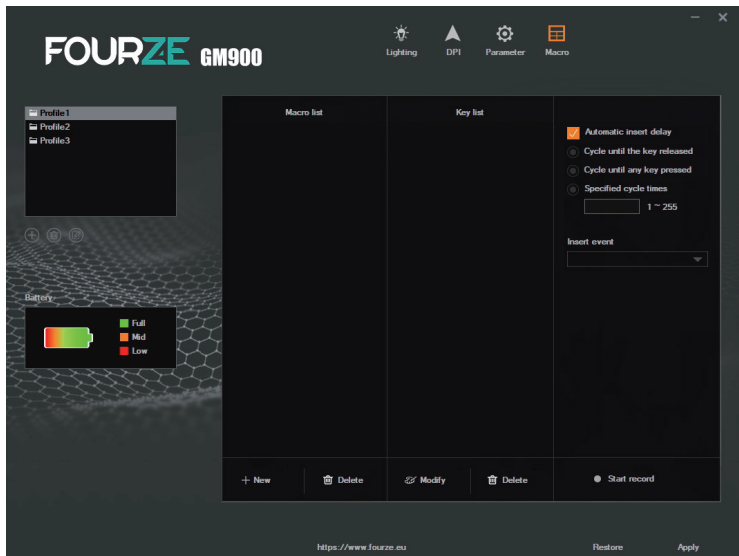 FOURZE GM900
Lighting DPI Parameter Macro
Profile1
Profile2
Profile3
Battery
Full
Mid
Low
Macro list
Key list
Automatic insert delay
Cycle until the key released
Cycle until any key pressed
Specified cycle times
1 ~ 255
Insert event
+ New Delete Modify Delete Start record
https://www.fourze.eu
Restore Apply